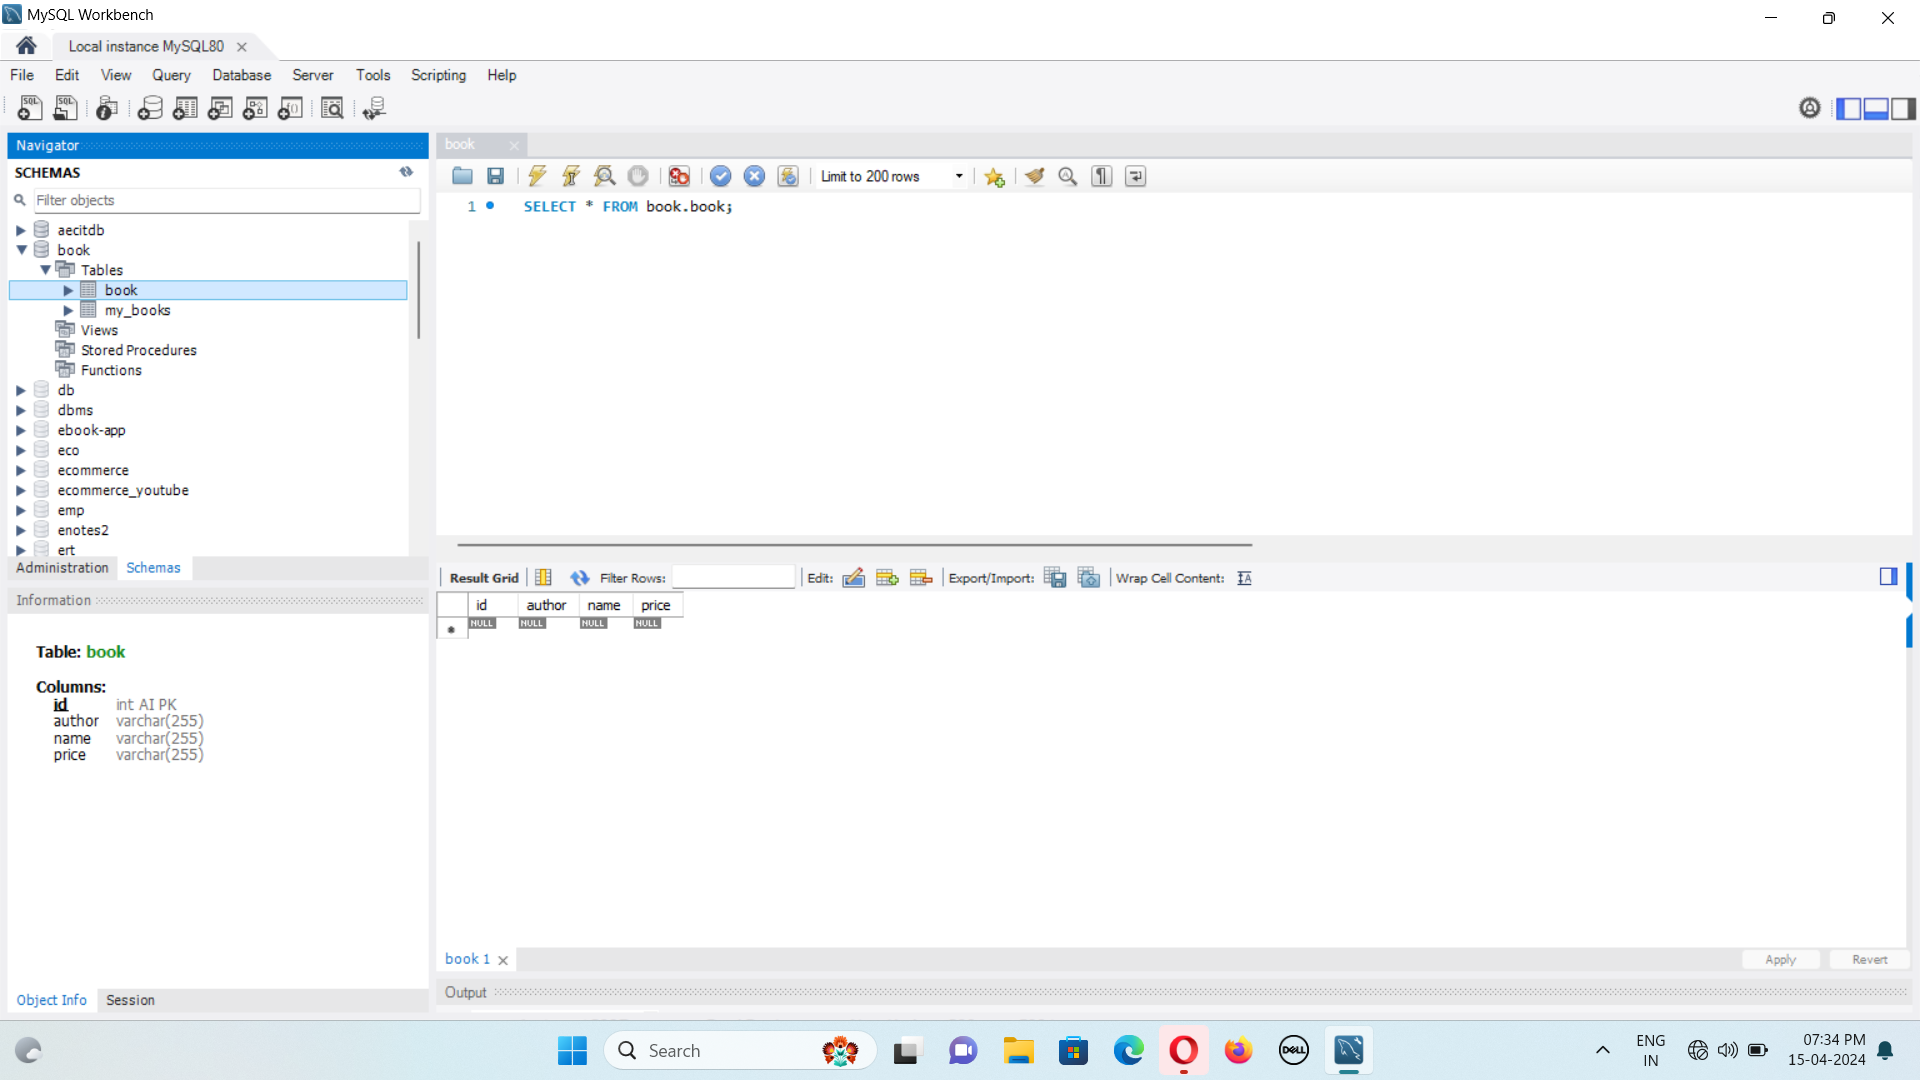 MySQL Workbench
Local instance MySQL80
File Edit View Query Database Server Tools Scripting Help
Navigator
SCHEMAS
Filter objects
aecitdb
book
Tables
book
my_books
Views
Stored Procedures
Functions
db
dbms
ebook-app
eco
ecommerce
ecommerce_youtube
emp
enotes2
ert
Administration Schemas
Information
Table: book
Columns:
id int AI PK
author varchar(255)
name varchar(255)
price varchar(255)
Object Info Session
book
Limit to 200 rows
1 SELECT * FROM book.book;
Result Grid Filter Rows: Edit: Export/Import: Wrap Cell Content:
id author name price
NULL NULL NULL NULL
book 1
Apply Revert
Output
Search
DELL
ENG
IN
07:34 PM
15-04-2024